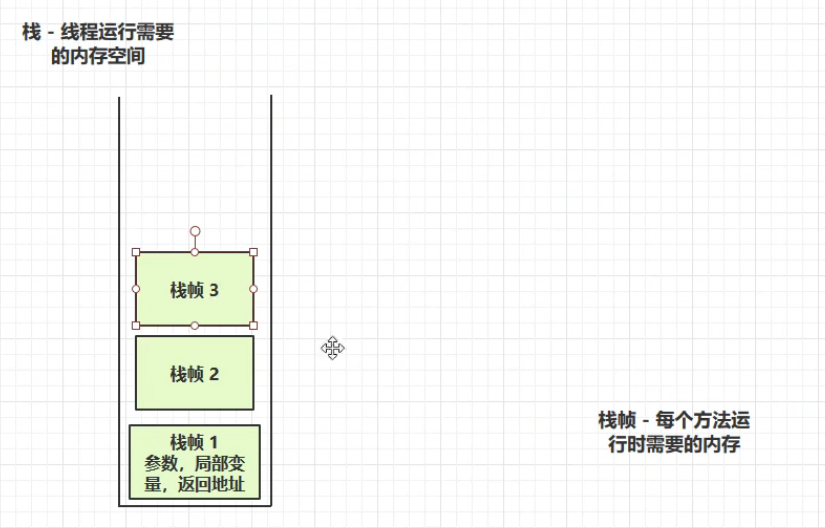 栈 - 线程运行需要
的内存空间
栈帧 3
栈帧 2
栈帧 1
参数，局部变
量，返回地址
栈帧 - 每个方法运
行时需要的内存